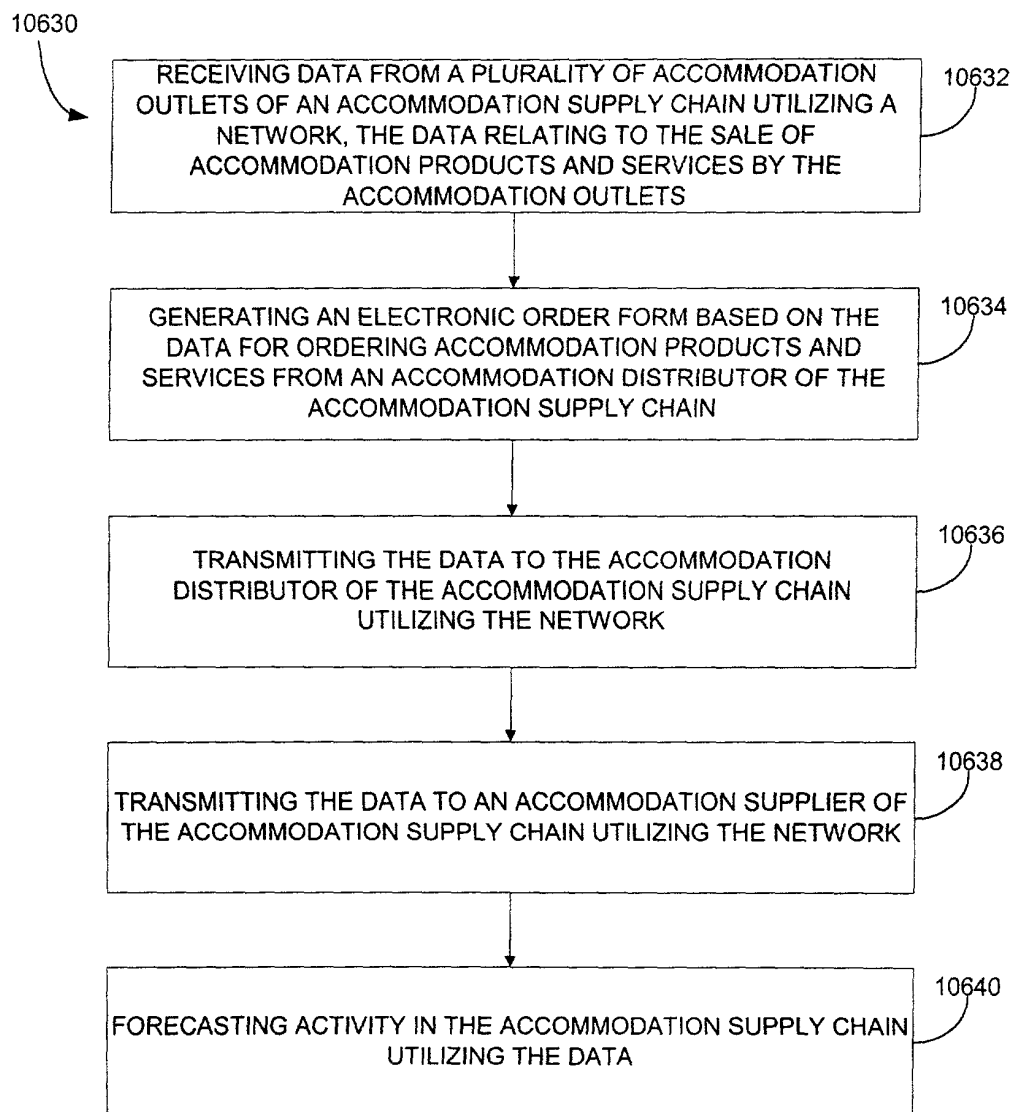 10630
RECEIVING DATA FROM A PLURALITY OF ACCOMMODATION
OUTLETS OF AN ACCOMMODATION SUPPLY CHAIN UTILIZING A
NETWORK, THE DATA RELATING TO THE SALE OF
ACCOMMODATION PRODUCTS AND SERVICES BY THE
ACCOMMODATION OUTLETS
10632
GENERATING AN ELECTRONIC ORDER FORM BASED ON THE
DATA FOR ORDERING ACCOMMODATION PRODUCTS AND
SERVICES FROM AN ACCOMMODATION DISTRIBUTOR OF THE
ACCOMMODATION SUPPLY CHAIN
10634
TRANSMITTING THE DATA TO THE ACCOMMODATION
DISTRIBUTOR OF THE ACCOMMODATION SUPPLY CHAIN
UTILIZING THE NETWORK
10636
TRANSMITTING THE DATA TO AN ACCOMMODATION SUPPLIER OF
THE ACCOMMODATION SUPPLY CHAIN UTILIZING THE NETWORK
10638
FORECASTING ACTIVITY IN THE ACCOMMODATION SUPPLY CHAIN
UTILIZING THE DATA
10640